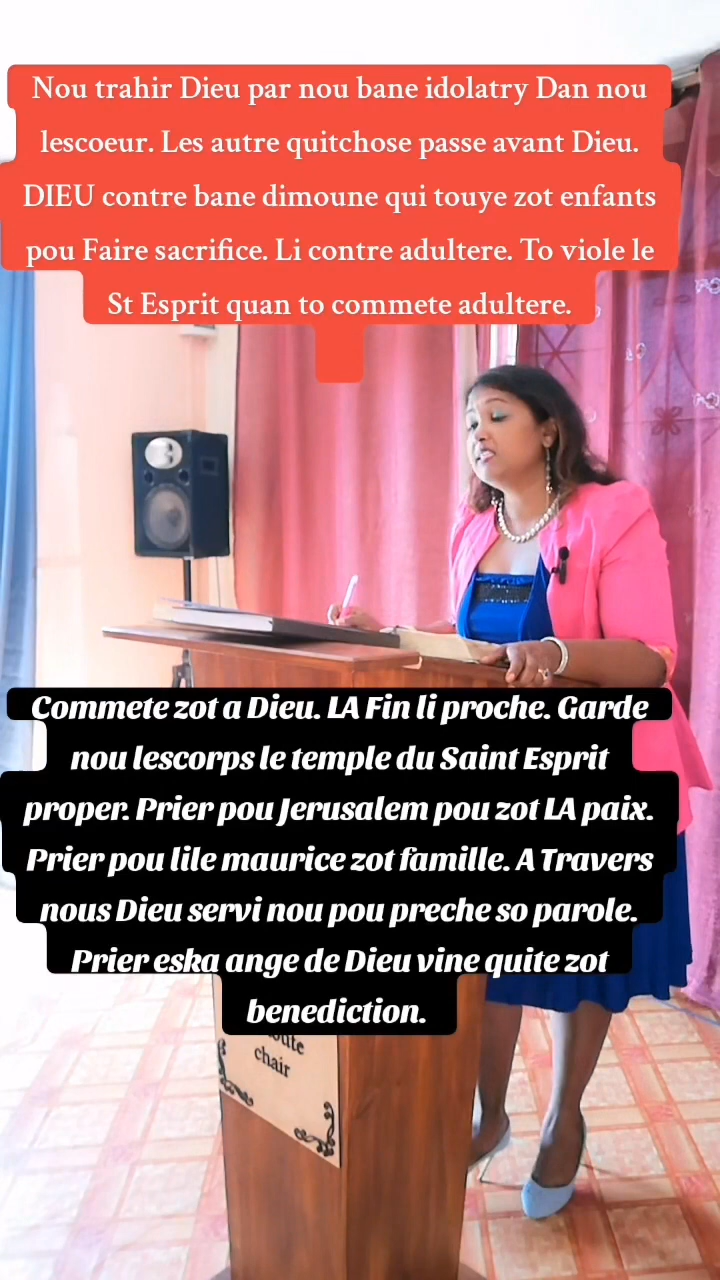 Nou trahir Dieu par nou bane idolatry Dan nou
lescoeur. Les autre quitchose passe avant Dieu.
DIEU contre bane dimoune qui touye zot enfants
pou Faire sacrifice. Li contre adultere. To viole le
St Esprit quan to commete adultere.
Commete zot a Dieu. LA Fin li proche. Garde
nou lescorps le temple du Saint Esprit
proper. Prier pou Jerusalem pou zot LA paix.
Prier pou lile maurice zot famille. A Travers
nous Dieu servi nou pou preche so parole.
Prier eska ange de Dieu vine quite zot
benediction.
chair